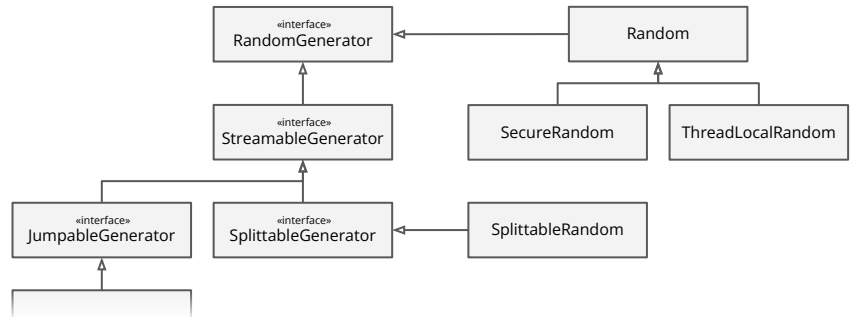 «interface»
RandomGenerator
Random
«interface»
StreamableGenerator
SecureRandom
ThreadLocalRandom
«interface»
JumpableGenerator
«interface»
SplittableGenerator
SplittableRandom